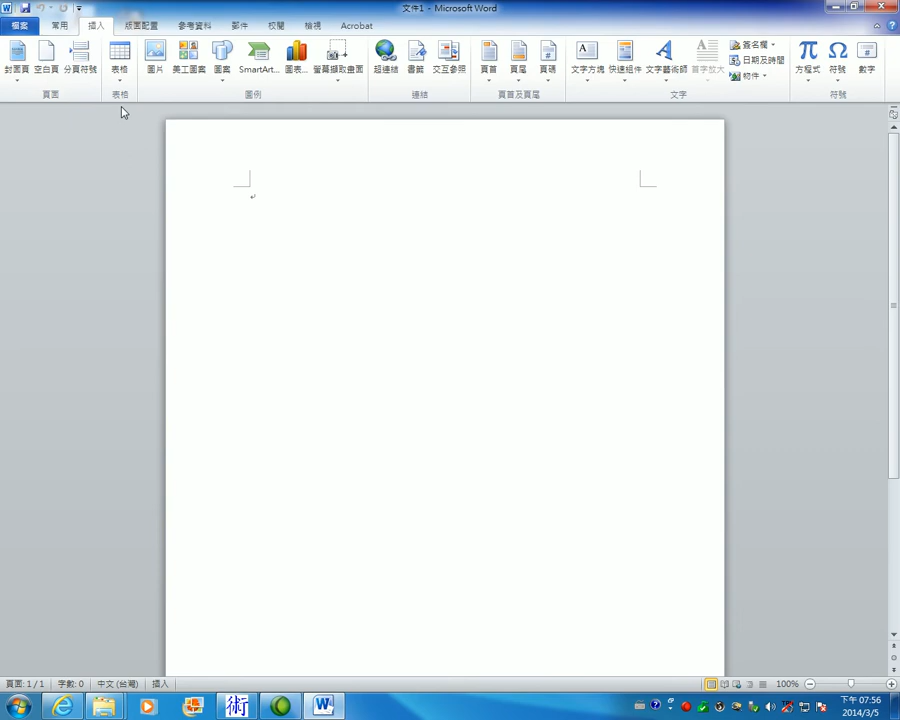 文件1 - Microsoft Word
檔案 常用 插入 版面配置 參考資料 郵件 校閱 檢視 Acrobat
封面頁 空白頁 分頁符號 表格 圖片 美工圖案 圖案 SmartArt... 圖表... 螢幕擷取畫面 超連結 書籤 交互參照 頁首 頁尾 頁碼 文字方塊 快速組件 文字藝術師 首字放大 簽名欄 日期及時間 物件 方程式 符號 數字
頁面 表格 圖例 連結 頁首及頁尾 文字 符號
頁面: 1 / 1 字數: 0 中文 (台灣) 插入 100%
術 下午 07:56
2014/3/5